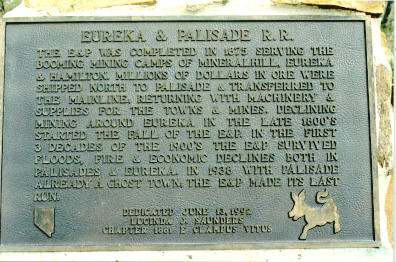 EUREKA & PALISADE R.R.
THE E&P WAS COMPLETED IN 1875 SERVING THE
BOOMING MINING CAMPS OF MINERALHILL, EUREKA
& HAMILTON. MILLIONS OF DOLLARS IN ORE WERE
SHIPPED NORTH TO PALISADE & TRANSFERRED TO
THE MAINLINE, RETURNING WITH MACHINERY &
SUPPLIES FOR THE TOWNS & MINES. DECLINING
MINING AROUND EUREKA IN THE LATE 1800'S
STARTED THE FALL OF THE E&P. IN THE FIRST
3 DECADES OF THE 1900'S THE E&P SURVIVED
FLOODS, FIRE & ECONOMIC DECLINES BOTH IN
PALISADES & EUREKA. IN 1938 WITH PALISADE
ALREADY A GHOST TOWN, THE E&P MADE ITS LAST
RUN.
DEDICATED JUNE 13, 1992
LUCINDA SAUNDERS
CHAPTER 1881 E CLAMPUS VITUS